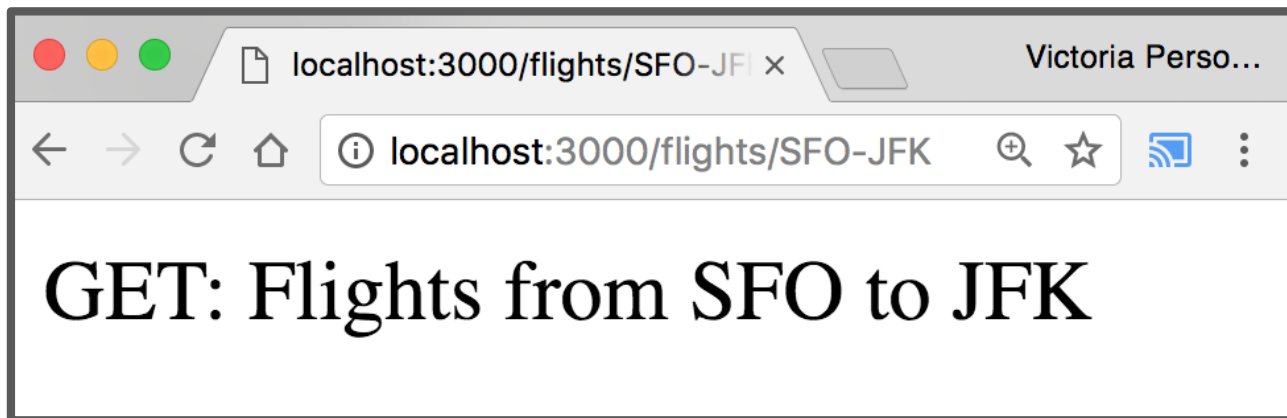 localhost:3000/flights/SFO-JF
Victoria Perso...
localhost:3000/flights/SFO-JFK
GET: Flights from SFO to JFK